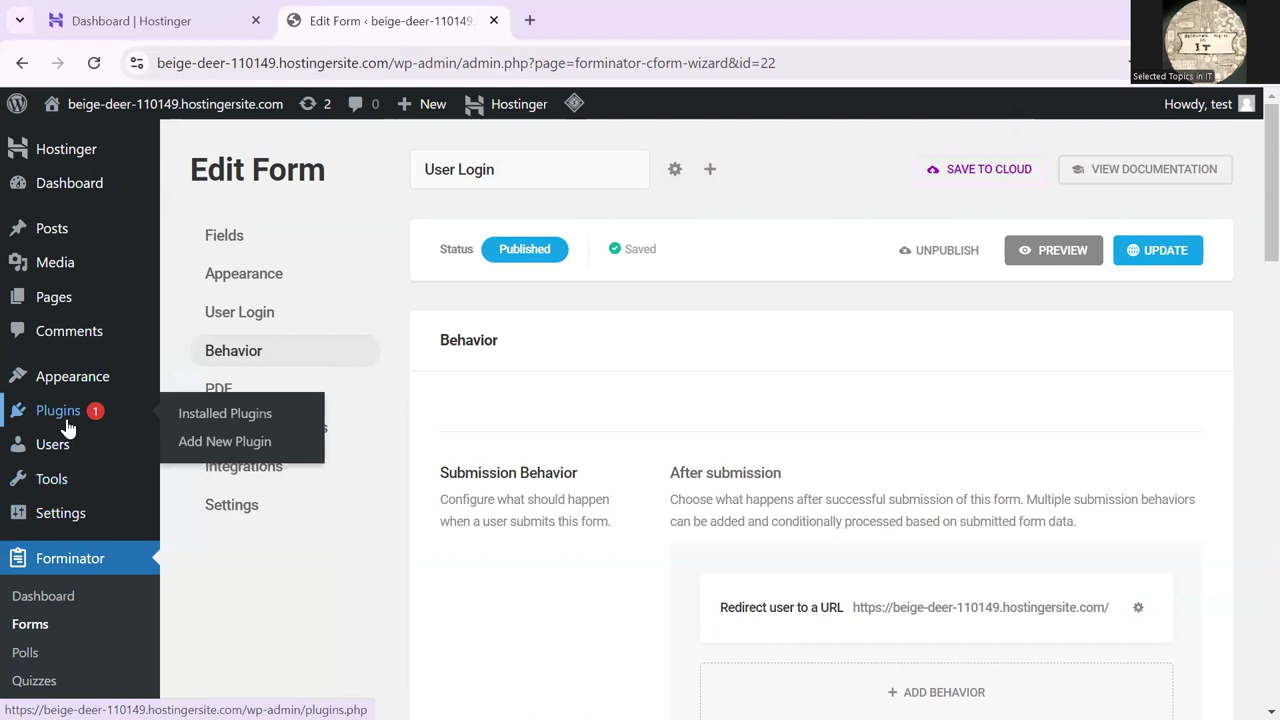 Dashboard | Hostinger
Edit Form ‹ beige-deer-110149.
beige-deer-110149.hostingersite.com/wp-admin/admin.php?page=forminator-cform-wizard&id=22
Selected Topics in
IT
Selected Topics in IT
beige-deer-110149.hostingersite.com
2
0
New
Hostinger
Howdy, test
Hostinger
Dashboard
Posts
Media
Pages
Comments
Appearance
Plugins 1
Installed Plugins
Add New Plugin
Users
Tools
Settings
Forminator
Dashboard
Forms
Polls
Quizzes
Edit Form
User Login
SAVE TO CLOUD
VIEW DOCUMENTATION
Fields
Appearance
User Login
Behavior
PDF
Integrations
Settings
Status Published Saved
UNPUBLISH
PREVIEW
UPDATE
Behavior
Submission Behavior
Configure what should happen
when a user submits this form.
After submission
Choose what happens after successful submission of this form. Multiple submission behaviors
can be added and conditionally processed based on submitted form data.
Redirect user to a URL https://beige-deer-110149.hostingersite.com/
+ ADD BEHAVIOR
https://beige-deer-110149.hostingersite.com/wp-admin/plugins.php